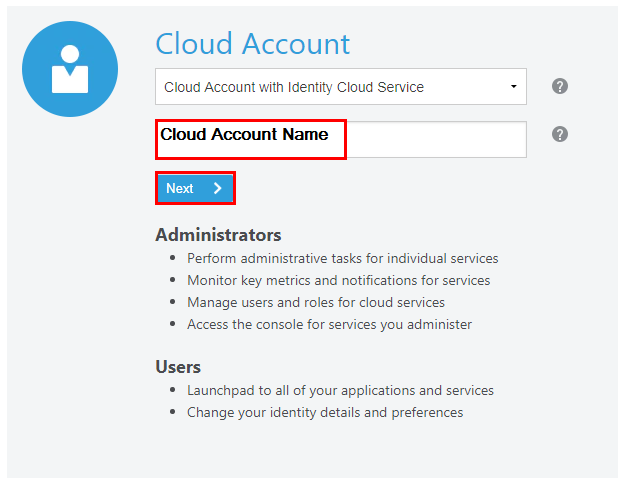 Cloud Account
Cloud Account with Identity Cloud Service
?
Cloud Account Name
?
Next
Administrators
• Perform administrative tasks for individual services
• Monitor key metrics and notifications for services
• Manage users and roles for cloud services
• Access the console for services you administer
Users
• Launchpad to all of your applications and services
• Change your identity details and preferences